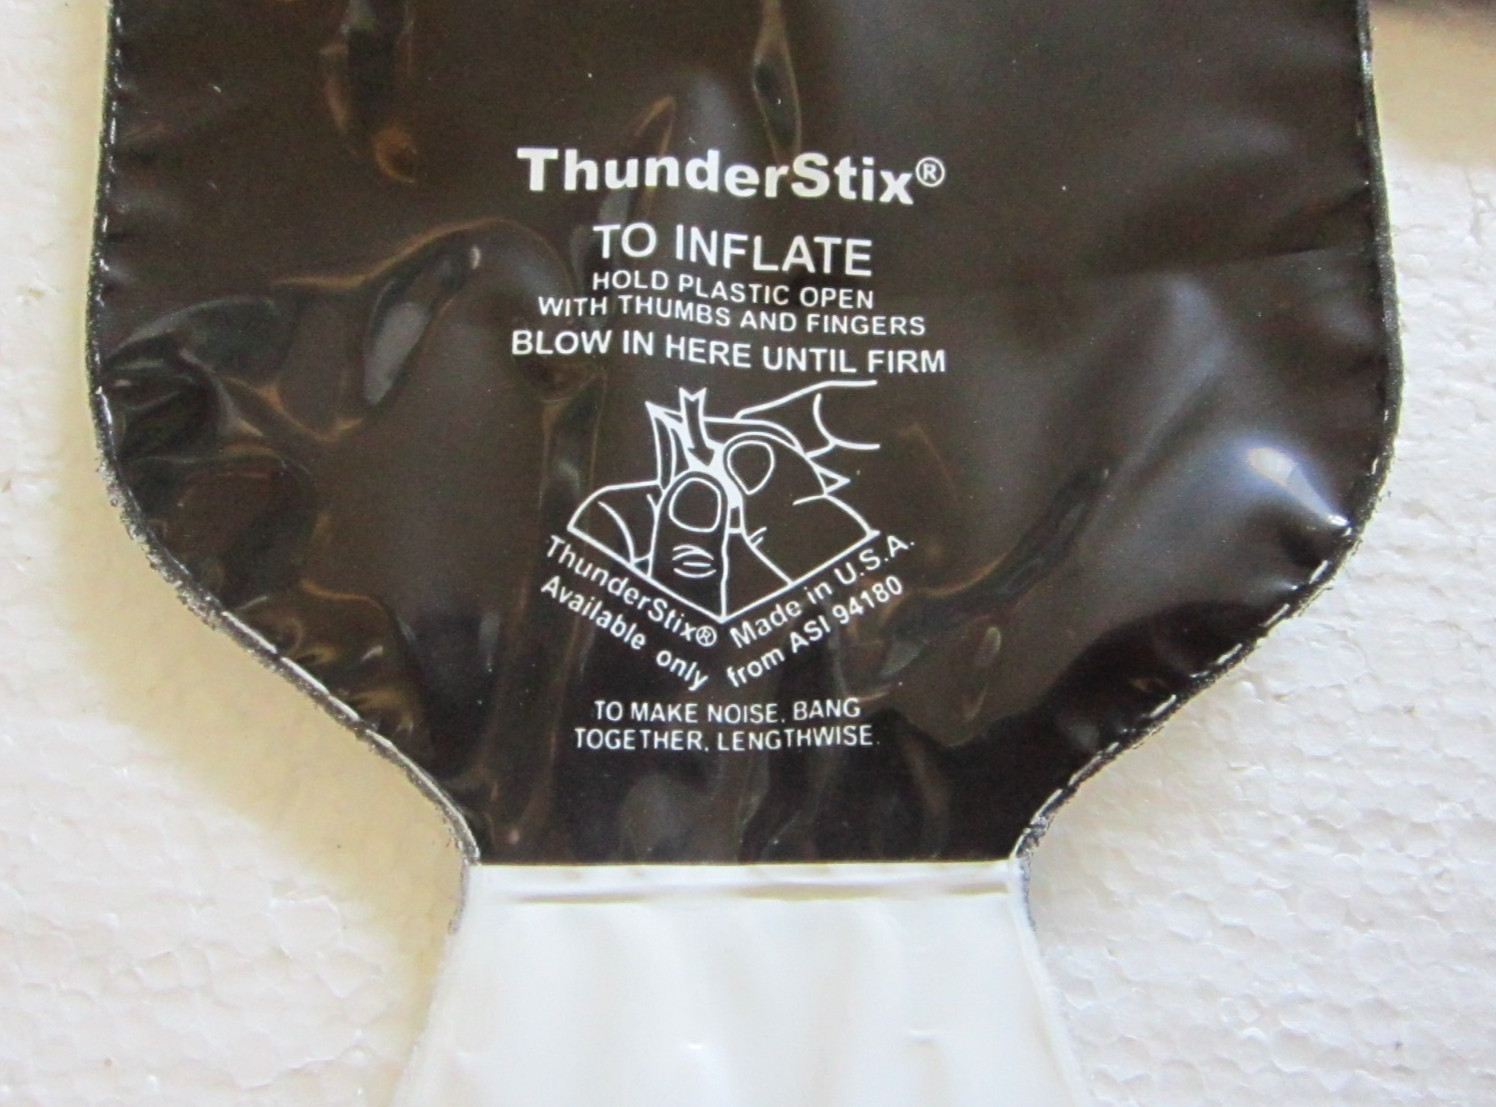 ThunderStix®
TO INFLATE
HOLD PLASTIC OPEN
WITH THUMBS AND FINGERS
BLOW IN HERE UNTIL FIRM
ThunderStix® Made in U.S.A.
Available only from ASI 94180
TO MAKE NOISE, BANG
TOGETHER, LENGTHWISE.